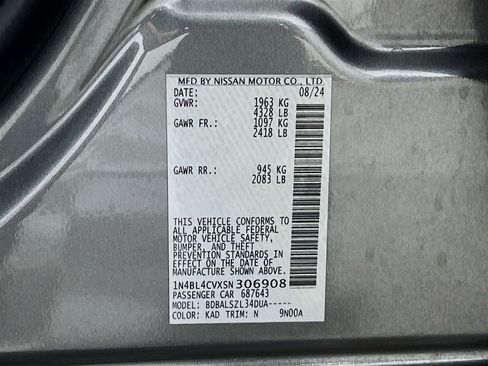 MFD BY NISSAN MOTOR CO., LTD.
DATE: 08/24
GVWR: 1963 KG
4328 LB
GAWR FR.: 1097 KG
2418 LB
GAWR RR.: 945 KG
2083 LB
THIS VEHICLE CONFORMS TO
ALL APPLICABLE FEDERAL
MOTOR VEHICLE SAFETY,
BUMPER, AND THEFT
PREVENTION STANDARDS
IN EFFECT ON THE DATE OF
MANUFACTURE SHOWN ABOVE.
1N4BL4CVXSN306908
PASSENGER CAR 687643
MODEL: BDBALSZL34DUA-----
COLOR: KAD TRIM: N 9N00A